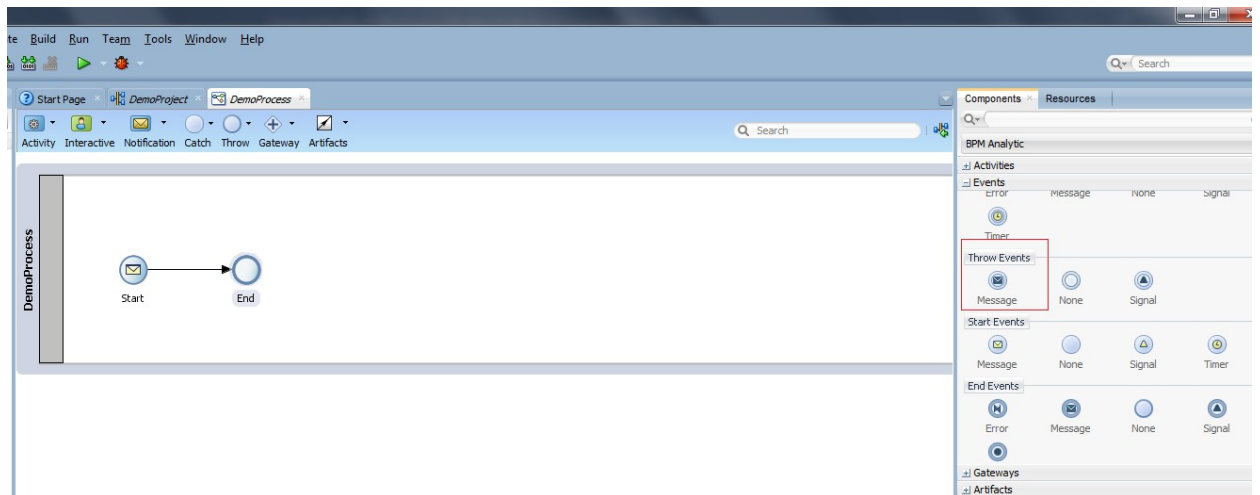 te Build Run Team Tools Window Help
Search
Start Page DemoProject DemoProcess
Activity Interactive Notification Catch Throw Gateway Artifacts
Search
DemoProcess
Start End
Components Resources
BPM Analytic
Activities
Events
Error Message None Signal
Timer
Throw Events
Message None Signal
Start Events
Message None Signal Timer
End Events
Error Message None Signal
Gateways
Artifacts